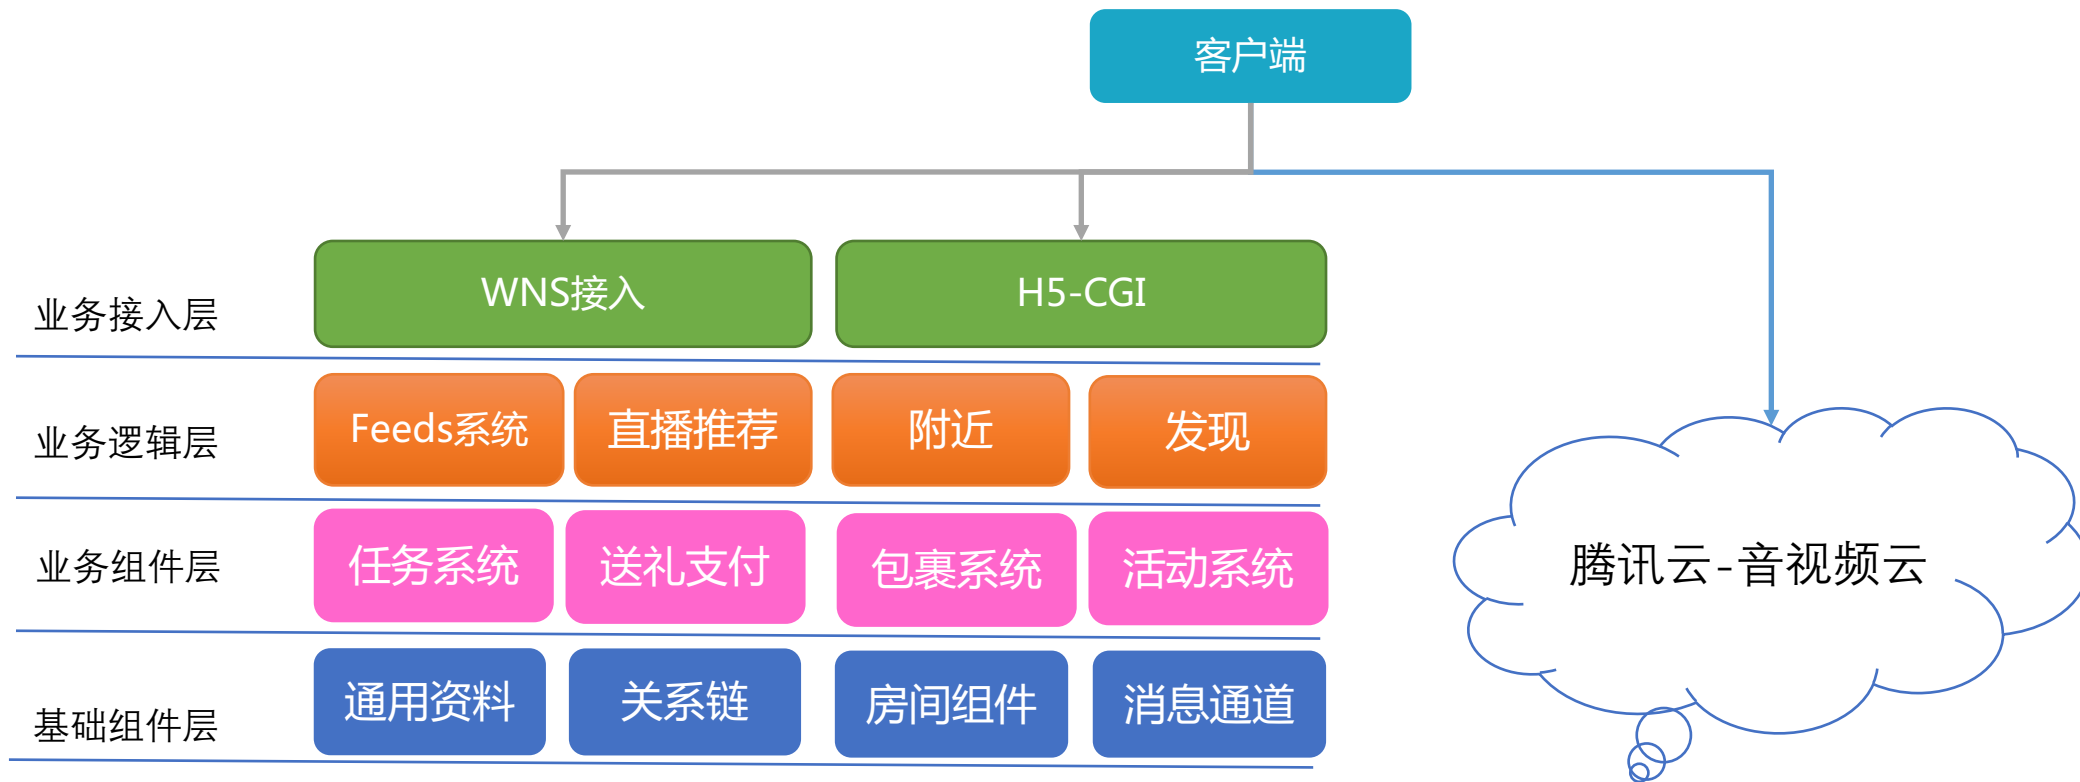 客户端
业务接入层
WNS接入
H5-CGI
业务逻辑层
Feeds系统
直播推荐
附近
发现
业务组件层
任务系统
送礼支付
包裹系统
活动系统
腾讯云-音视频云
基础组件层
通用资料
关系链
房间组件
消息通道